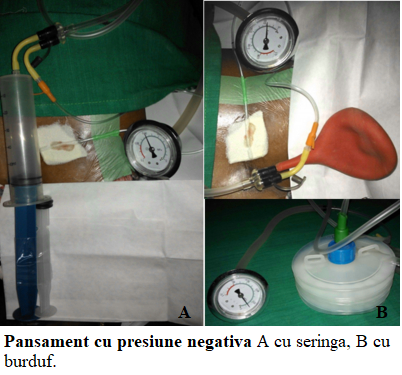 A
B
Pansament cu presiune negativa A cu seringa, B cu
burduf.